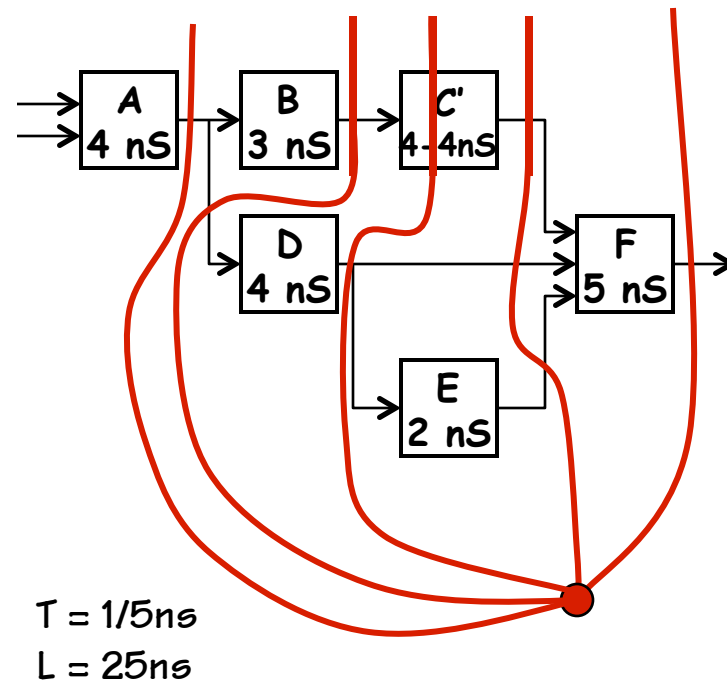 A
4 nS
B
3 nS
C'
4-4nS
D
4 nS
F
5 nS
E
2 nS
T = 1/5ns
L = 25ns